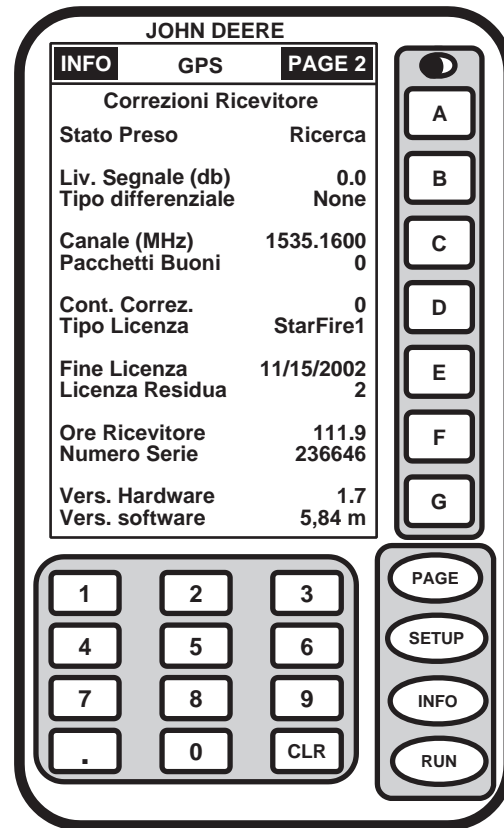 JOHN DEERE
INFO GPS PAGE 2
Correzioni Ricevitore
Stato Preso Ricerca
Liv. Segnale (db) 0.0
Tipo differenziale None
Canale (MHz) 1535.1600
Pacchetti Buoni 0
Cont. Correz. 0
Tipo Licenza StarFire1
Fine Licenza 11/15/2002
Licenza Residua 2
Ore Ricevitore 111.9
Numero Serie 236646
Vers. Hardware 1.7
Vers. software 5,84 m
A
B
C
D
E
F
G
1 2 3
4 5 6
7 8 9
. 0 CLR
PAGE
SETUP
INFO
RUN